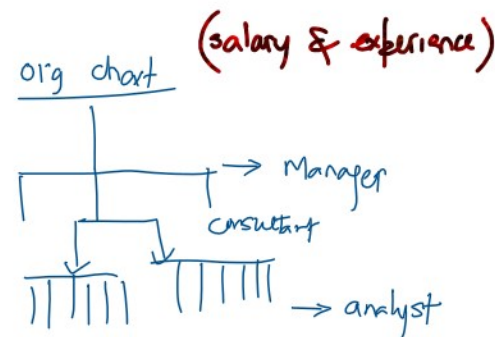 (salary & experience)
org chart
→ Manager
consultant
→ analyst